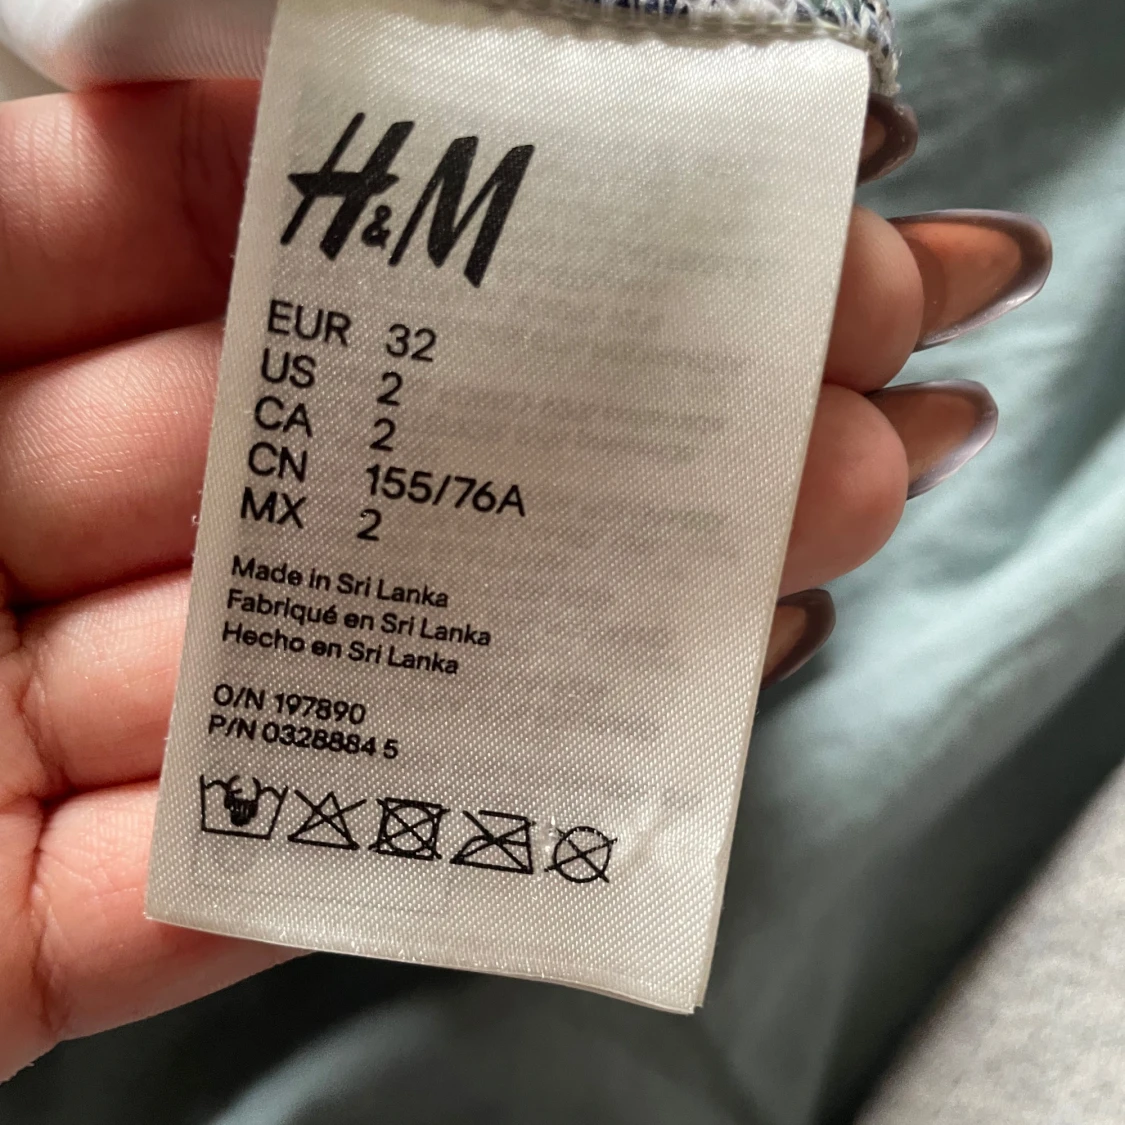 H&M
EUR 32
US 2
CA 2
CN 155/76A
MX 2
Made in Sri Lanka
Fabriqué en Sri Lanka
Hecho en Sri Lanka
O/N 197890
P/N 0328884 5